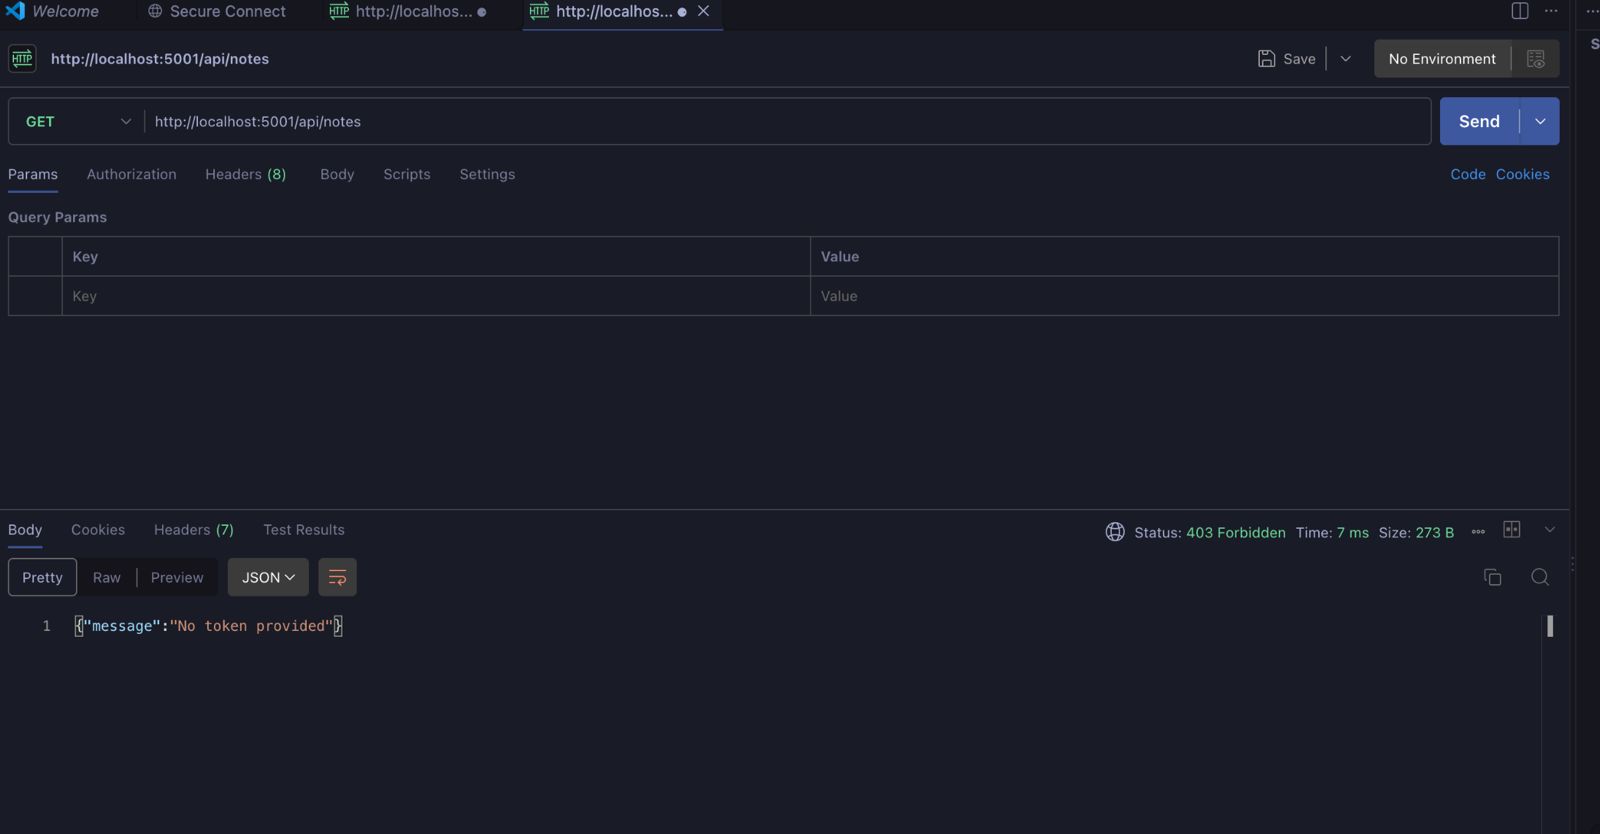 Welcome Secure Connect HTTP http://localhos... HTTP http://localhos...
HTTP http://localhost:5001/api/notes Save No Environment
GET http://localhost:5001/api/notes Send
Params Authorization Headers (8) Body Scripts Settings Code Cookies
Query Params
Key Value
Key Value
Body Cookies Headers (7) Test Results Status: 403 Forbidden Time: 7 ms Size: 273 B
Pretty Raw Preview JSON
1 {"message":"No token provided"}